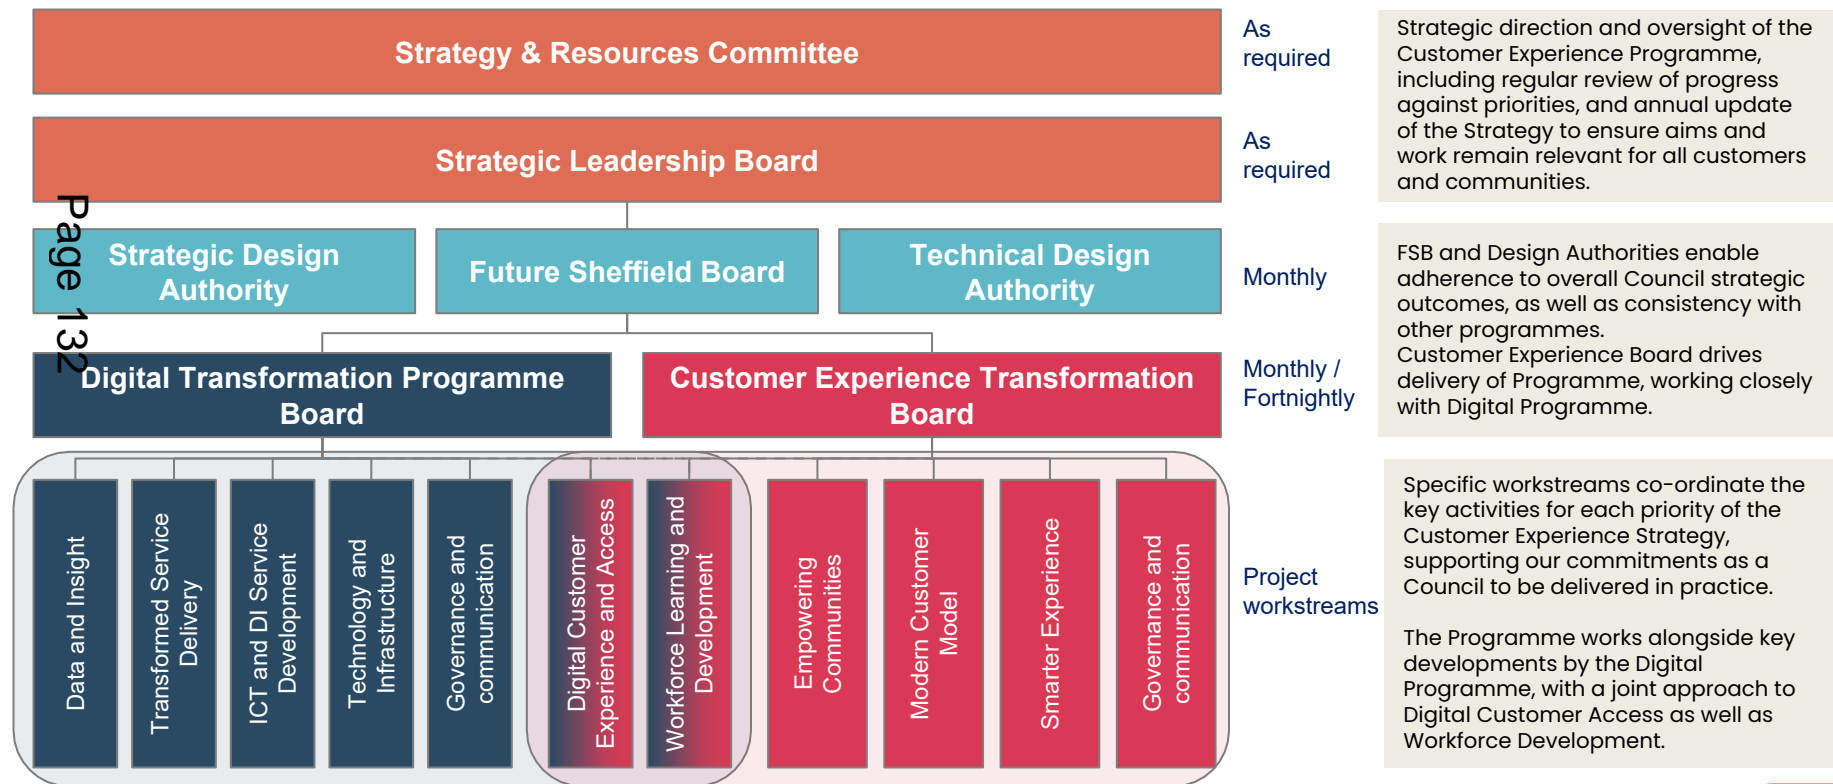 Strategy & Resources Committee
As
required
Strategic direction and oversight of the
Customer Experience Programme,
including regular review of progress
against priorities, and annual update
of the Strategy to ensure aims and
work remain relevant for all customers
and communities.
Strategic Leadership Board
As
required
Page 132
Strategic Design
Authority
Future Sheffield Board
Technical Design
Authority
Monthly
FSB and Design Authorities enable
adherence to overall Council strategic
outcomes, as well as consistency with
other programmes.
Customer Experience Board drives
delivery of Programme, working closely
with Digital Programme.
Digital Transformation Programme
Board
Customer Experience Transformation
Board
Monthly /
Fortnightly
Data and Insight
Transformed Service
Delivery
ICT and DI Service
Development
Technology and
Infrastructure
Governance and
communication
Digital Customer
Experience and Access
Workforce Learning and
Development
Empowering
Communities
Modern Customer
Model
Smarter Experience
Governance and
communication
Project
workstreams
Specific workstreams co-ordinate the
key activities for each priority of the
Customer Experience Strategy,
supporting our commitments as a
Council to be delivered in practice.
The Programme works alongside key
developments by the Digital
Programme, with a joint approach to
Digital Customer Access as well as
Workforce Development.